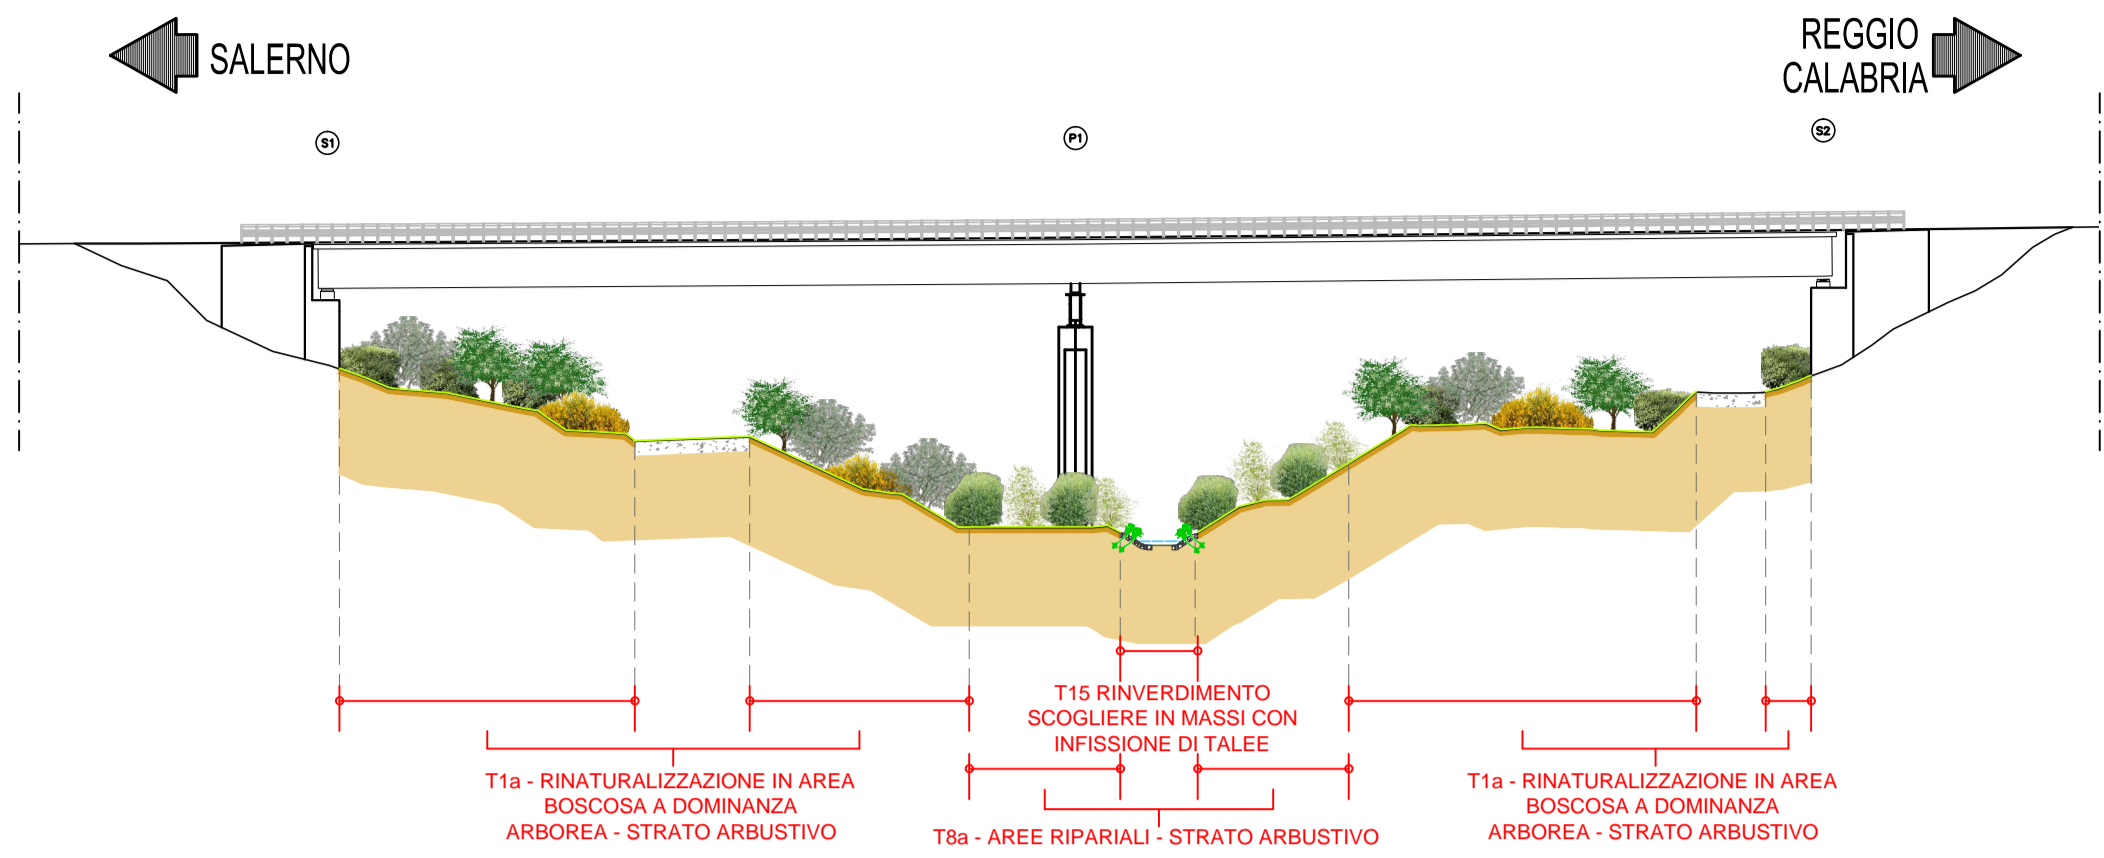 SALERNO
REGGIO
CALABRIA
S1
P1
S2
T15 RINVERDIMENTO
SCOGLIERE IN MASSI CON
INFISSIONE DI TALEE
T1a - RINATURALIZZAZIONE IN AREA
BOSCOSA A DOMINANZA
ARBOREA - STRATO ARBUSTIVO
T8a - AREE RIPARIALI - STRATO ARBUSTIVO
T1a - RINATURALIZZAZIONE IN AREA
BOSCOSA A DOMINANZA
ARBOREA - STRATO ARBUSTIVO